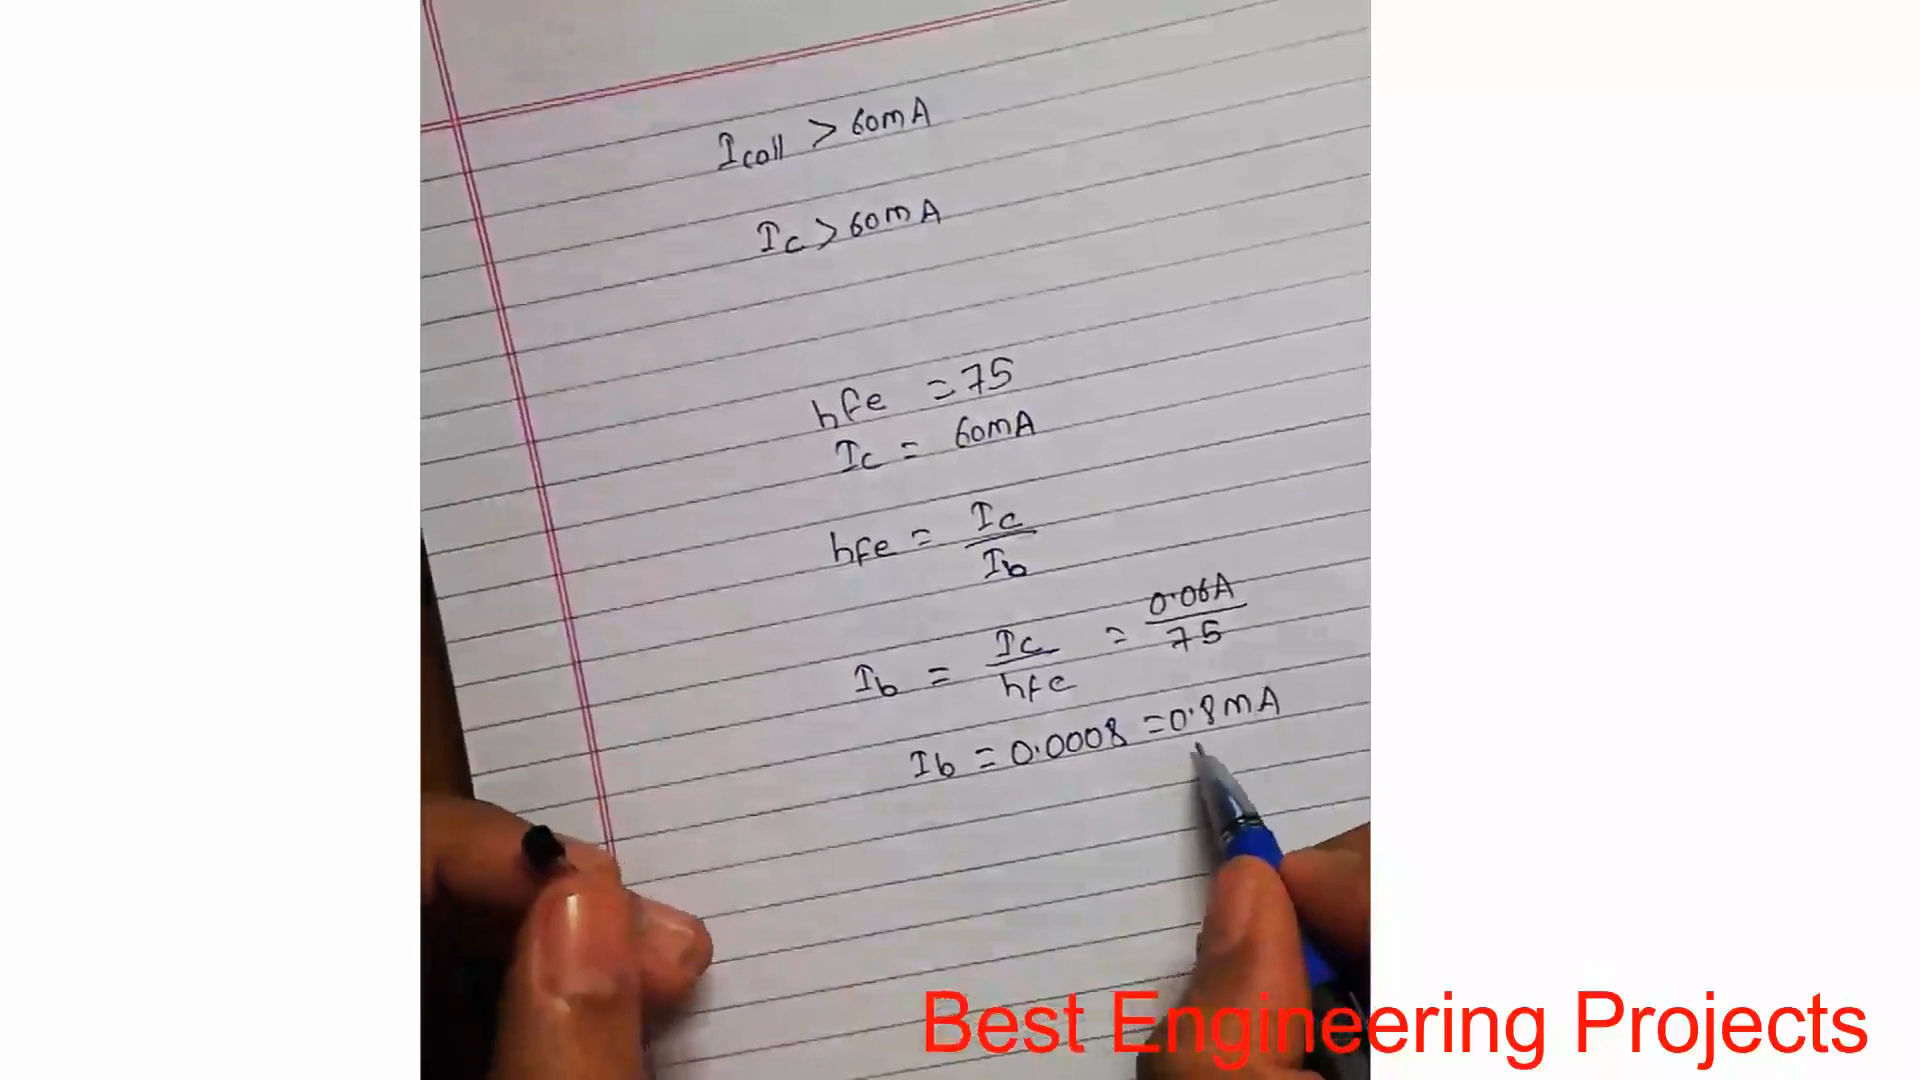 Icoil > 60mA
Ic > 60mA
hfe = 75
Ic = 60mA
hfe = Ic / Ib
Ib = Ic / hfe = 0.06A / 75
Ib = 0.0008 = 0.8mA
Best Engineering Projects